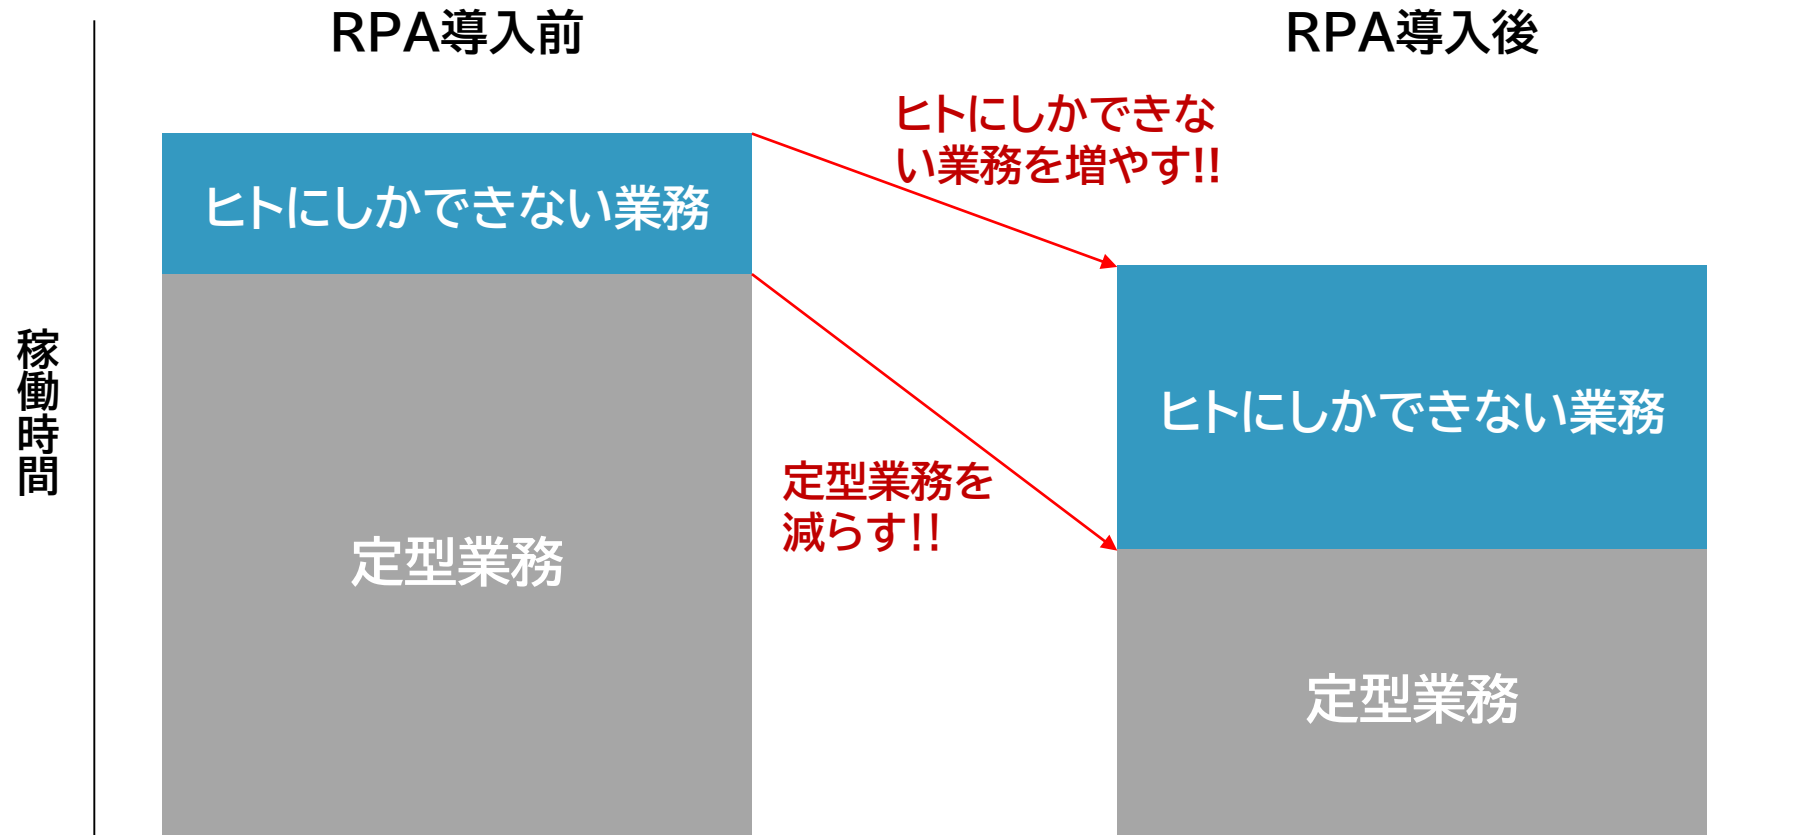 RPA導入前
RPA導入後
ヒトにしかできな
い業務を増やす!!
ヒトにしかできない業務
稼働時間
ヒトにしかできない業務
定型業務を
減らす!!
定型業務
定型業務